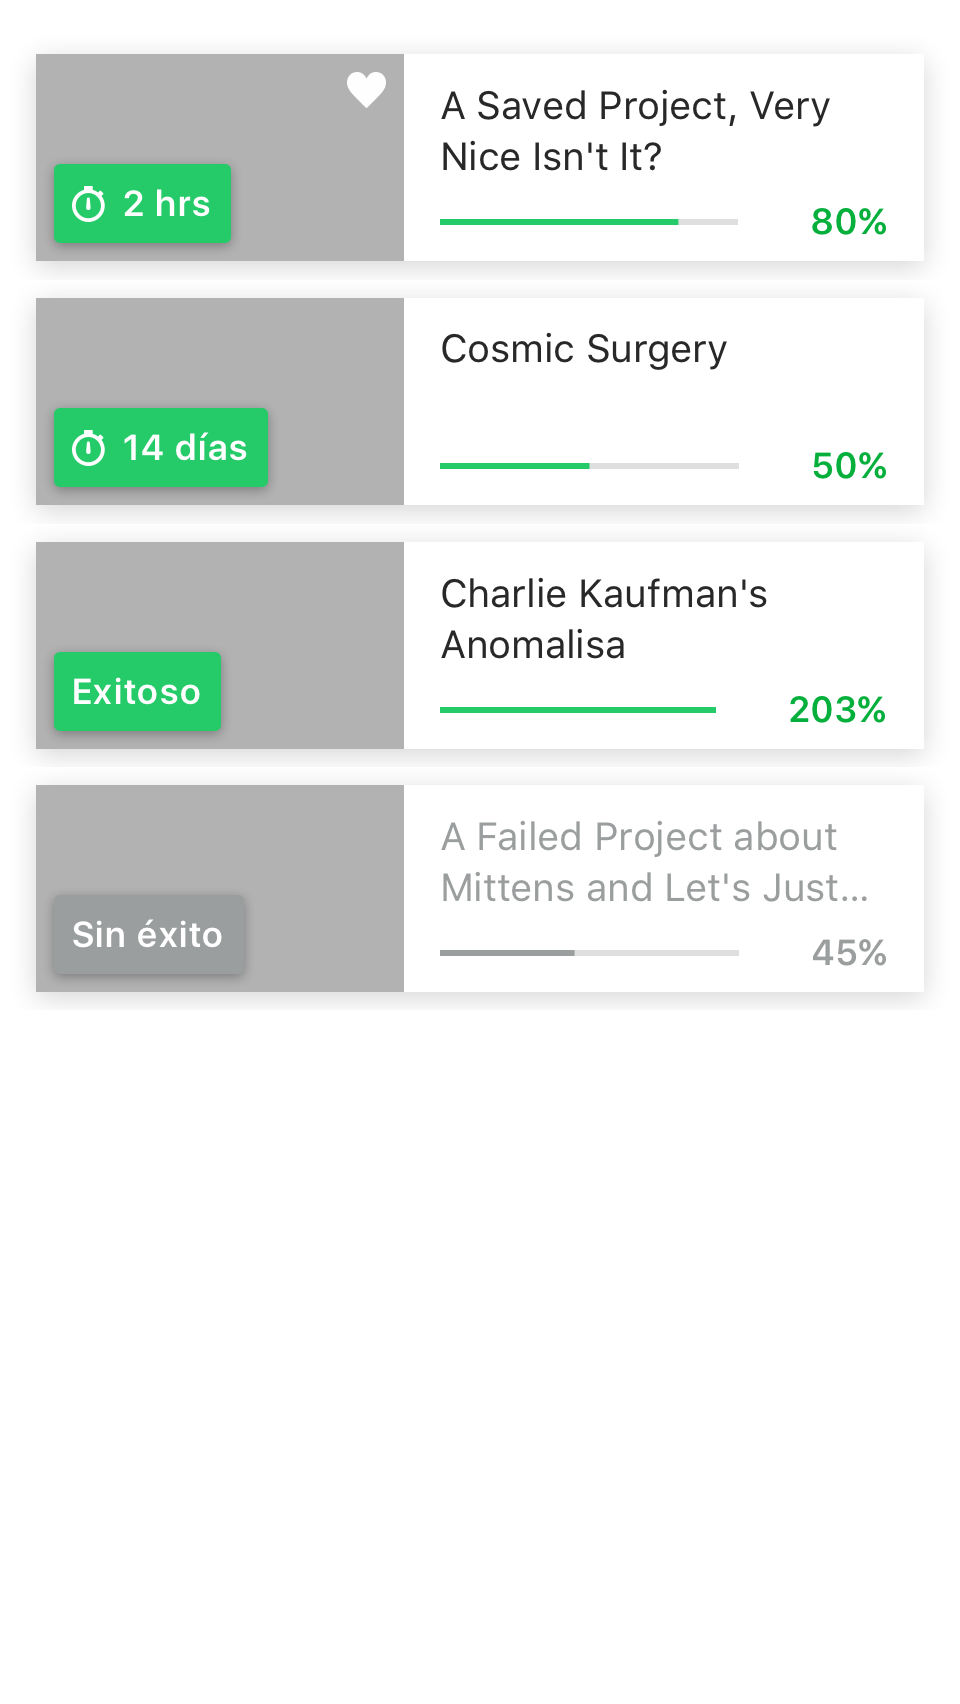 2 hrs
A Saved Project, Very
Nice Isn't It?
80%
14 días
Cosmic Surgery
50%
Exitoso
Charlie Kaufman's
Anomalisa
203%
Sin éxito
A Failed Project about
Mittens and Let's Just...
45%